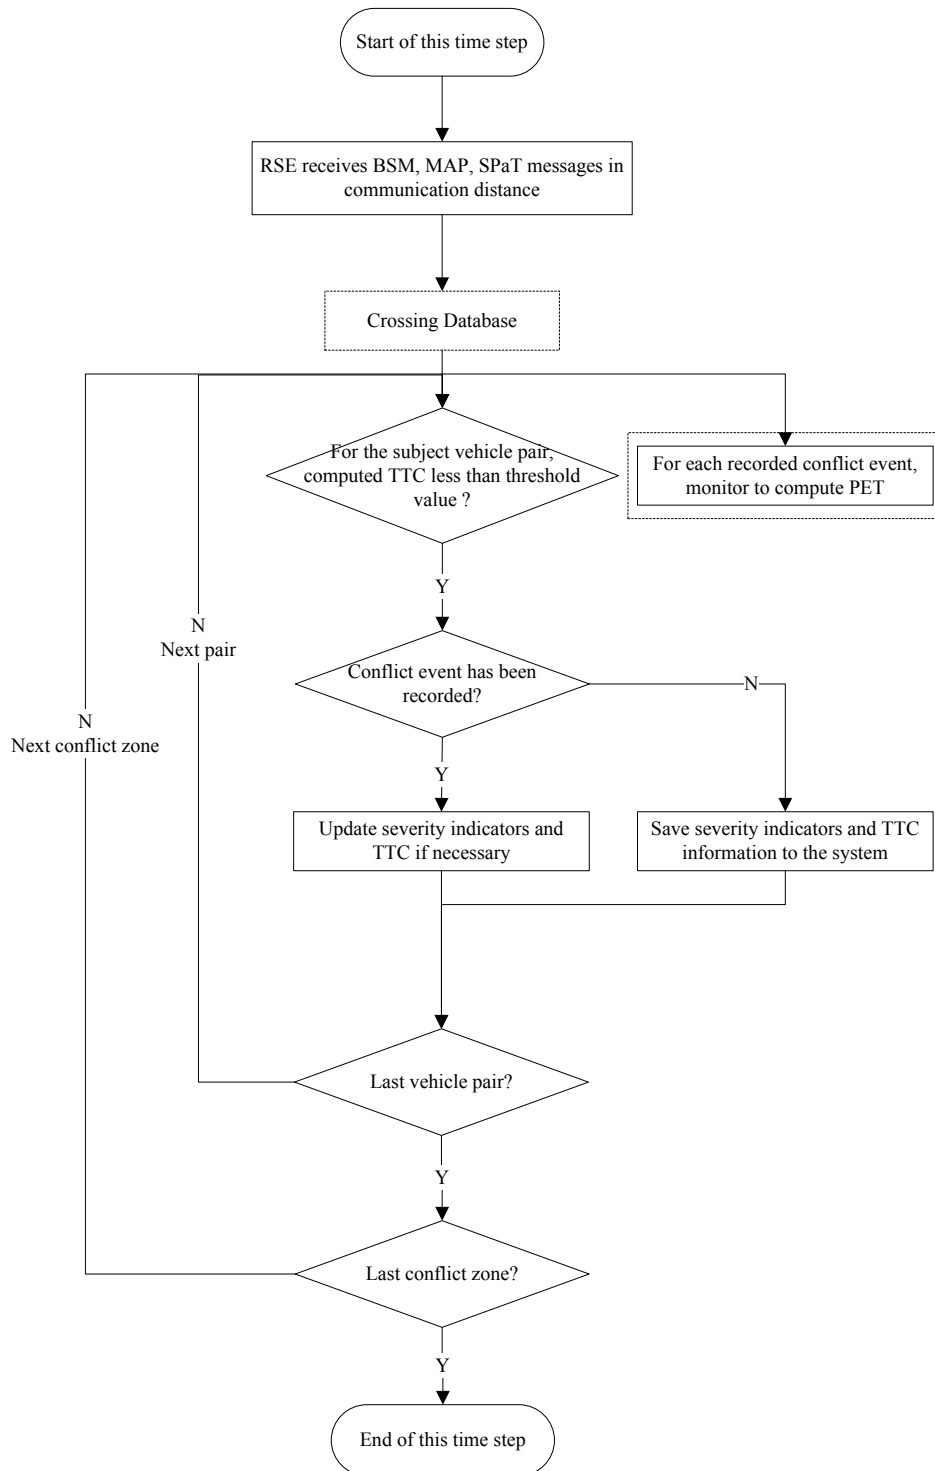 Start of this time step
RSE receives BSM, MAP, SPaT messages in
communication distance
Crossing Database
For the subject vehicle pair,
computed TTC less than threshold
value ?
For each recorded conflict event,
monitor to compute PET
Y
N
Next pair
Conflict event has been
recorded?
N
N
Next conflict zone
Y
Update severity indicators and
TTC if necessary
Save severity indicators and TTC
information to the system
Last vehicle pair?
Y
Last conflict zone?
Y
End of this time step